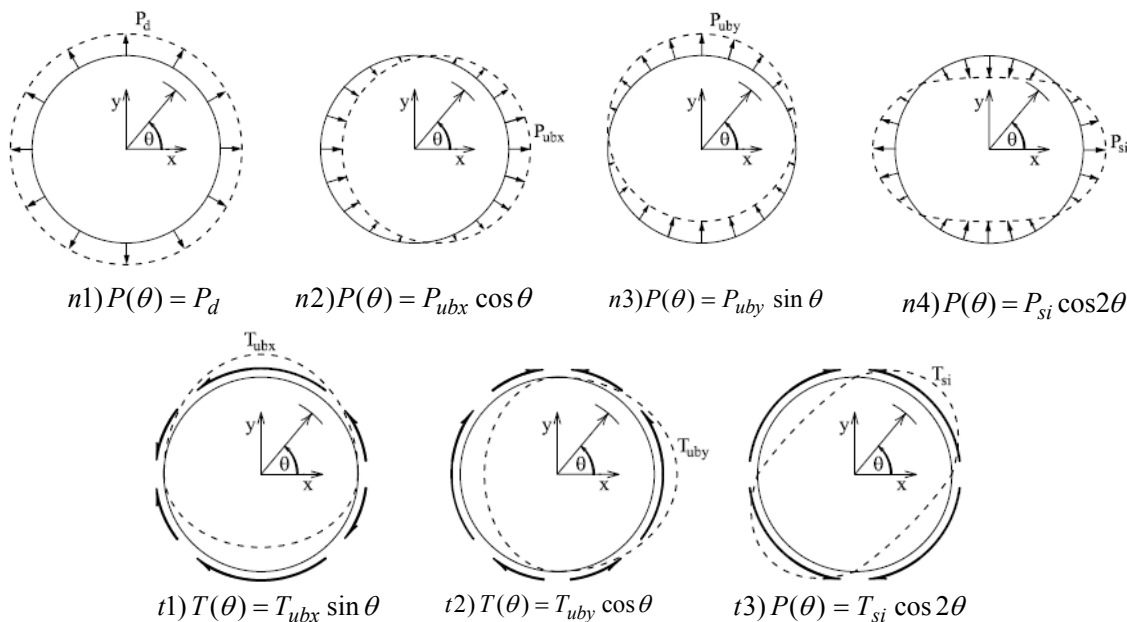 P_d
y
θ
x
y
θ
x
P_ubx
P_uby
y
θ
x
y
θ
x
P_si
n1) P(θ) = P_d
n2) P(θ) = P_ubx cos θ
n3) P(θ) = P_uby sin θ
n4) P(θ) = P_si cos2θ
T_ubx
y
θ
x
y
θ
x
T_uby
T_si
y
θ
x
t1) T(θ) = T_ubx sin θ
t2) T(θ) = T_uby cos θ
t3) P(θ) = T_si cos 2θ